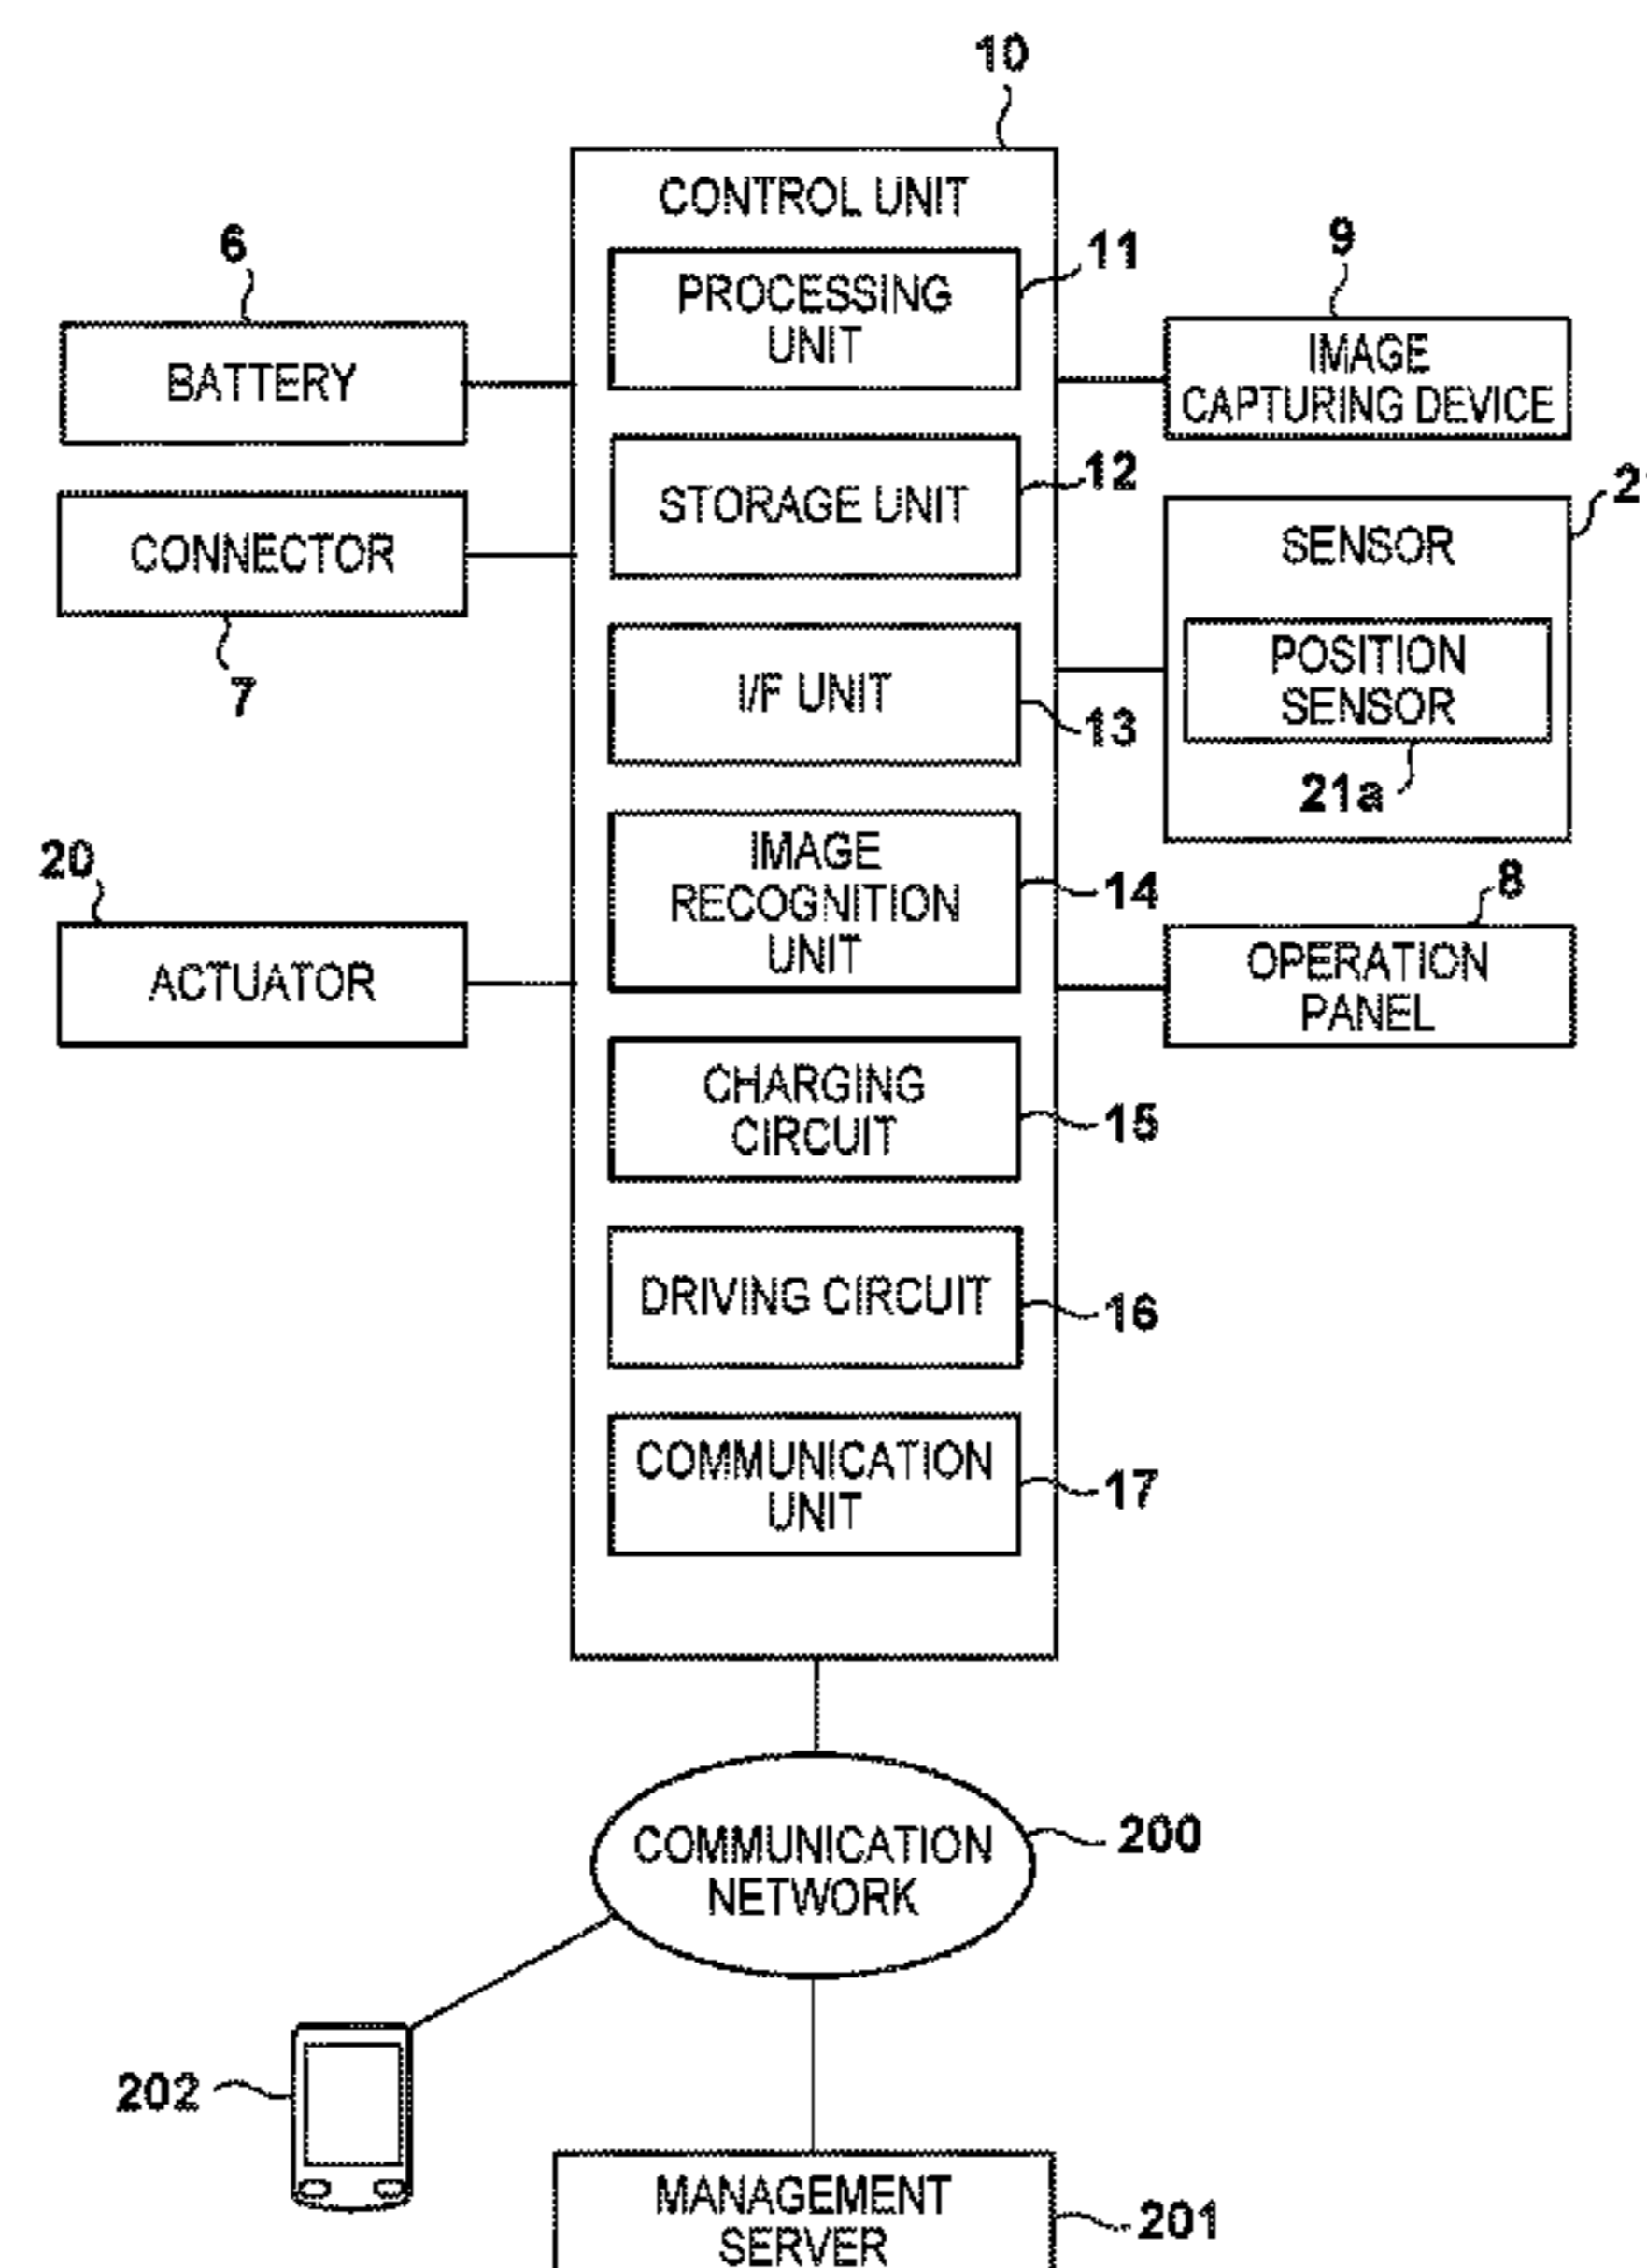 10
CONTROL UNIT
6
11
9
PROCESSING
UNIT
BATTERY
IMAGE
CAPTURING DEVICE
12
STORAGE UNIT
CONNECTOR
SENSOR
7
I/F UNIT
13
POSITION
SENSOR
21a
20
IMAGE
RECOGNITION
UNIT
14
8
ACTUATOR
OPERATION
PANEL
CHARGING
CIRCUIT
15
DRIVING CIRCUIT
16
COMMUNICATION
UNIT
17
COMMUNICATION
NETWORK
200
202
MANAGEMENT
SERVER
201